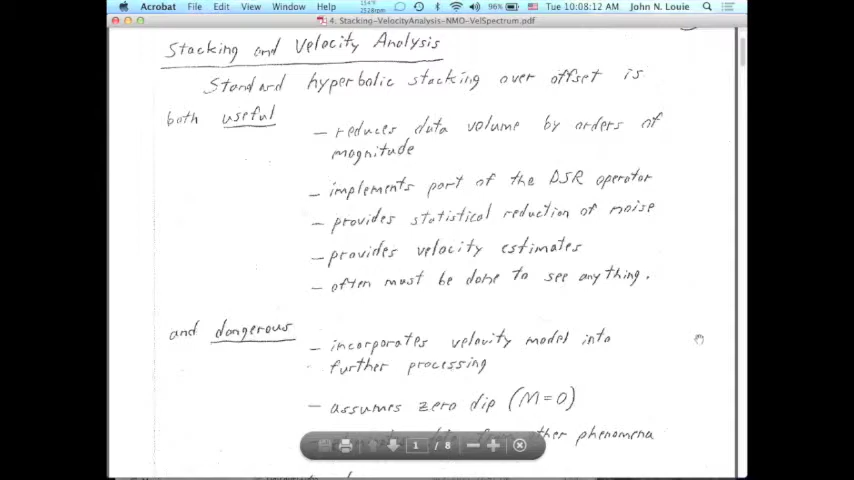 Acrobat File Edit View Window Help 96% Tue 10:08:12 AM John N. Louie
4. Stacking-VelocityAnalysis-NMO-VelSpectrum.pdf
Stacking and Velocity Analysis
Standard hyperbolic stacking over offset is
both useful
- reduces data volume by orders of
magnitude
- implements part of the DSR operator
- provides statistical reduction of noise
- provides velocity estimates
- often must be done to see anything.
and dangerous
- incorporates velocity model into
further processing
- assumes zero dip (M=0)
other phenomena
1 / 8